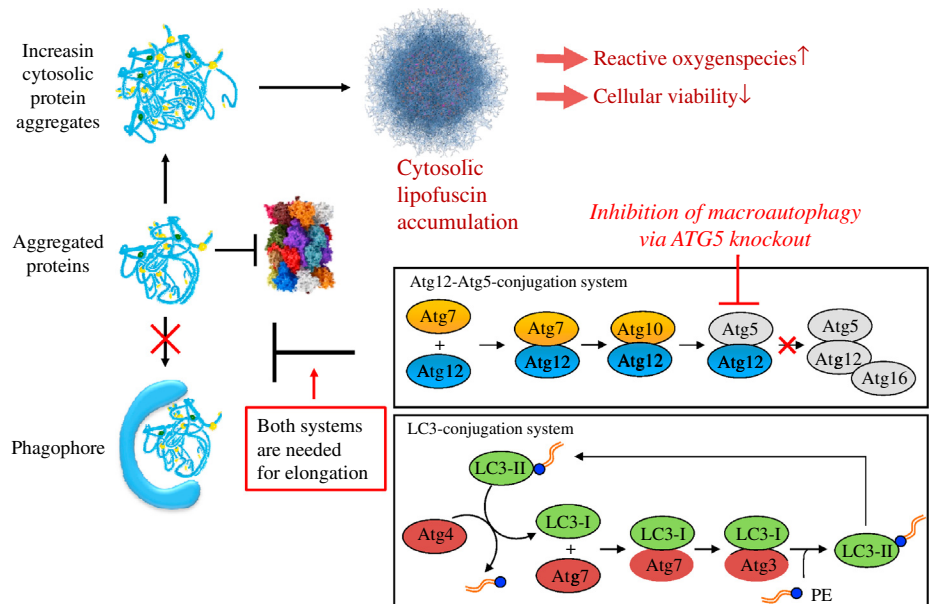 Increasin
cytosolic
protein
aggregates
Reactive oxygenspecies↑
Cellular viability↓
Cytosolic
lipofuscin
accumulation
Aggregated
proteins
Inhibition of macroautophagy
via ATG5 knockout
Atg12-Atg5-conjugation system
Atg7
+
Atg12
Atg7
Atg12
Atg10
Atg12
Atg5
Atg12
Atg5
Atg12
Atg16
Phagophore
Both systems
are needed
for elongation
LC3-conjugation system
LC3-II
Atg4
LC3-I
+
Atg7
LC3-I
Atg7
LC3-I
Atg3
LC3-II
PE